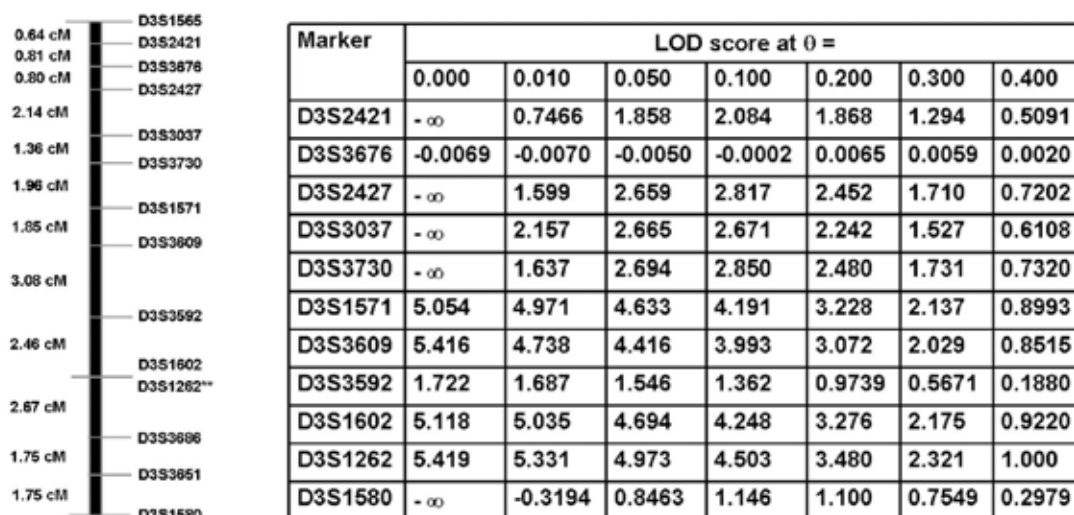 D3S1565
0.64 cM
D3S2421
0.81 cM
D3S3676
0.80 cM
D3S2427
2.14 cM
D3S3037
1.36 cM
D3S3730
1.96 cM
D3S1571
1.85 cM
D3S3609
3.08 cM
D3S3592
2.46 cM
D3S1602
D3S1262**
2.67 cM
D3S3686
1.75 cM
D3S3651
1.75 cM
D3S1580
Marker LOD score at θ =
0.000 0.010 0.050 0.100 0.200 0.300 0.400
D3S2421 - ∞ 0.7466 1.858 2.084 1.868 1.294 0.5091
D3S3676 -0.0069 -0.0070 -0.0050 -0.0002 0.0065 0.0059 0.0020
D3S2427 - ∞ 1.599 2.659 2.817 2.452 1.710 0.7202
D3S3037 - ∞ 2.157 2.665 2.671 2.242 1.527 0.6108
D3S3730 - ∞ 1.637 2.694 2.850 2.480 1.731 0.7320
D3S1571 5.054 4.971 4.633 4.191 3.228 2.137 0.8993
D3S3609 5.416 4.738 4.416 3.993 3.072 2.029 0.8515
D3S3592 1.722 1.687 1.546 1.362 0.9739 0.5671 0.1880
D3S1602 5.118 5.035 4.694 4.248 3.276 2.175 0.9220
D3S1262 5.419 5.331 4.973 4.503 3.480 2.321 1.000
D3S1580 - ∞ -0.3194 0.8463 1.146 1.100 0.7549 0.2979